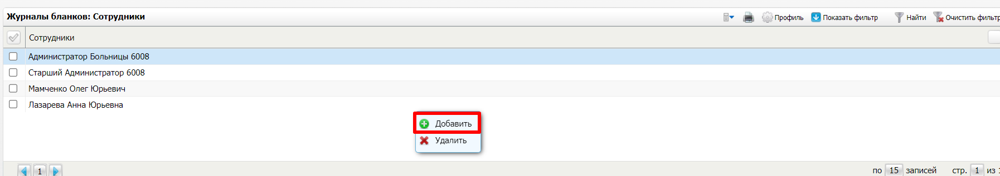 Журналы бланков: Сотрудники
Профиль
Показать фильтр
Найти
Очистить фильтр
Сотрудники
Администратор Больницы 6008
Старший Администратор 6008
Мамченко Олег Юрьевич
Лазарева Анна Юрьевна
Добавить
Удалить
1
по 15 записей стр. 1 из